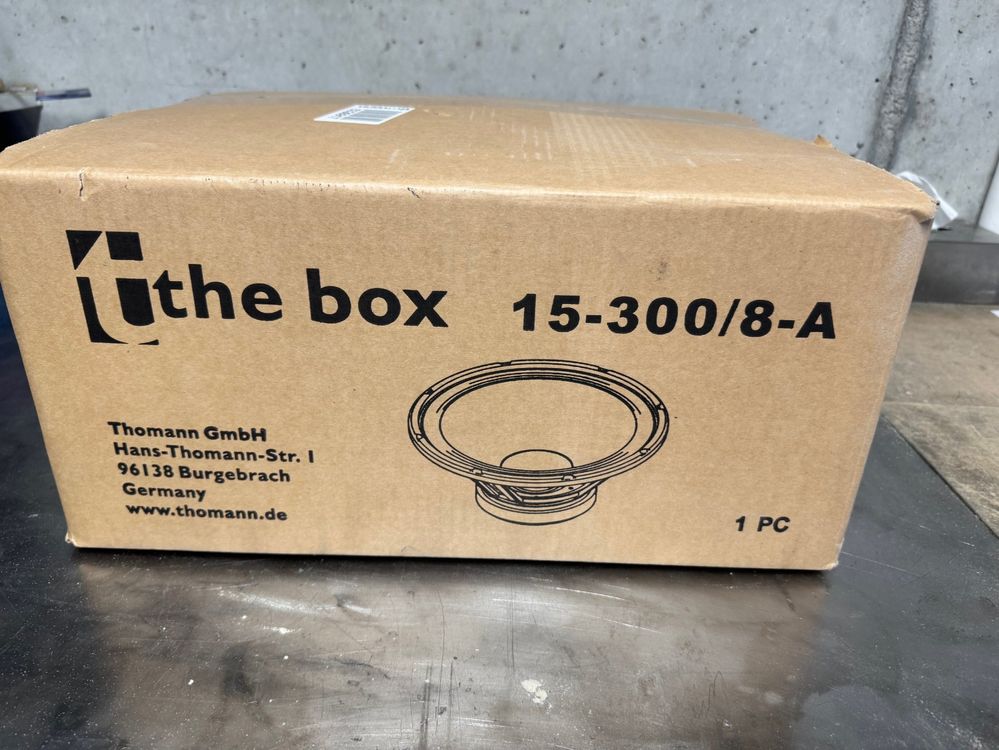 the box 15-300/8-A
Thomann GmbH
Hans-Thomann-Str. 1
96138 Burgebrach
Germany
www.thomann.de
1 PC